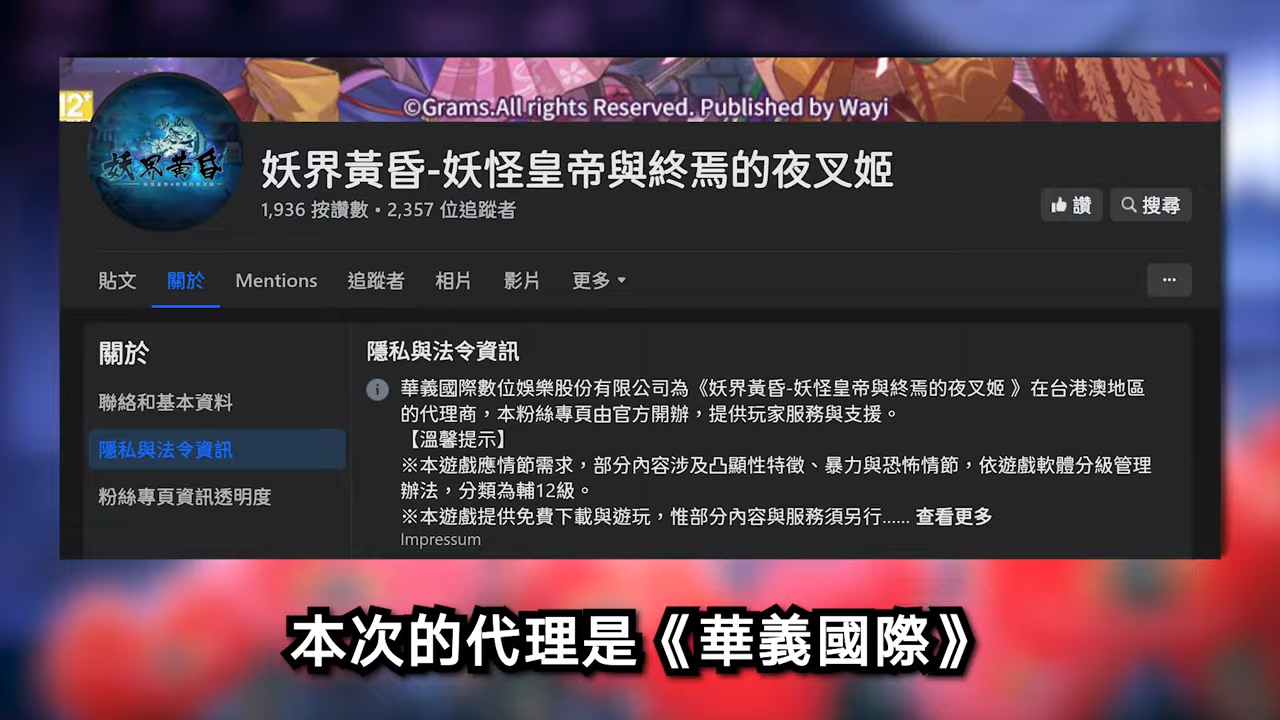 12+
©Grams.All rights Reserved. Published by Wayi
妖界黃昏
妖界黃昏-妖怪皇帝與終焉的夜叉姬
1,936 按讚數 • 2,357 位追蹤者
讚
搜尋
貼文 關於 Mentions 追蹤者 相片 影片 更多
關於
聯絡和基本資料
隱私與法令資訊
粉絲專頁資訊透明度
隱私與法令資訊
華義國際數位娛樂股份有限公司為《妖界黃昏-妖怪皇帝與終焉的夜叉姬 》在台港澳地區
的代理商，本粉絲專頁由官方開辦，提供玩家服務與支援。
【溫馨提示】
※本遊戲應情節需求，部分內容涉及凸顯性特徵、暴力與恐怖情節，依遊戲軟體分級管理
辦法，分類為輔12級。
※本遊戲提供免費下載與遊玩，惟部分內容與服務須另行...... 查看更多
Impressum
本次的代理是《華義國際》